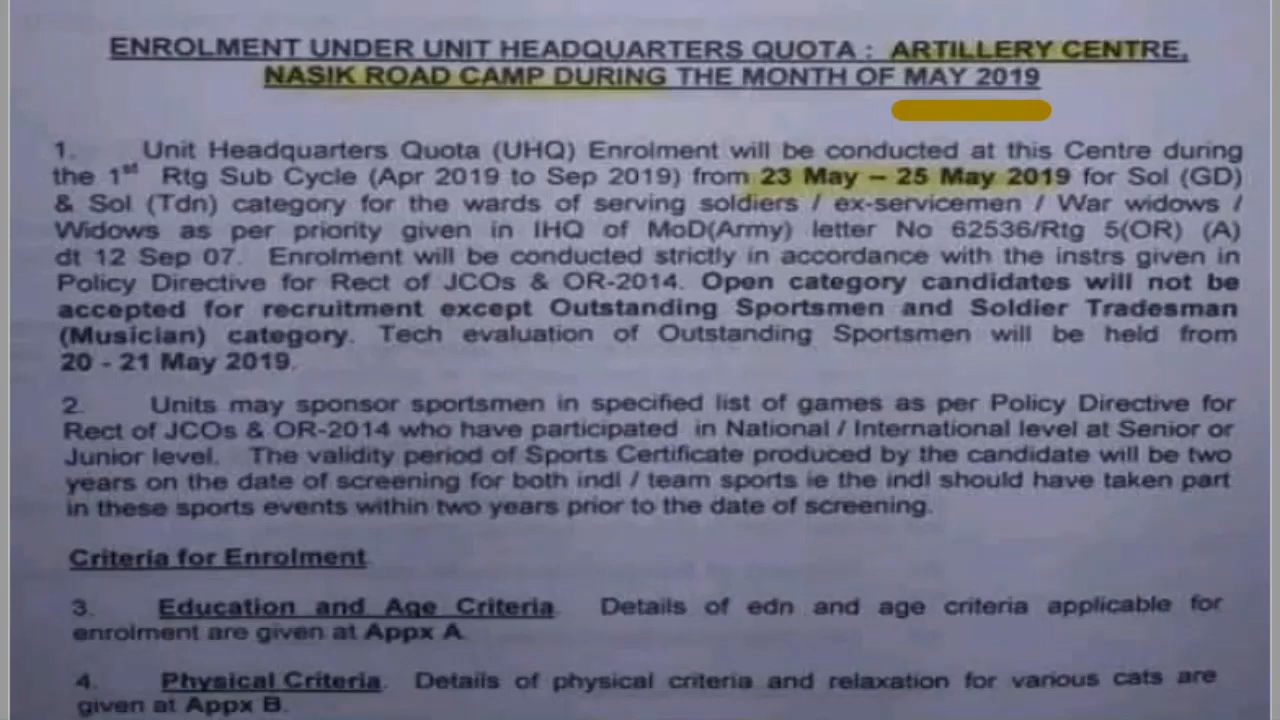 ENROLMENT UNDER UNIT HEADQUARTERS QUOTA : ARTILLERY CENTRE,
NASIK ROAD CAMP DURING THE MONTH OF MAY 2019
1. Unit Headquarters Quota (UHQ) Enrolment will be conducted at this Centre during
the 1st Rtg Sub Cycle (Apr 2019 to Sep 2019) from 23 May – 25 May 2019 for Sol (GD)
& Sol (Tdn) category for the wards of serving soldiers / ex-servicemen / War widows /
Widows as per priority given in IHQ of MoD(Army) letter No 62536/Rtg 5(OR) (A)
dt 12 Sep 07. Enrolment will be conducted strictly in accordance with the instrs given in
Policy Directive for Rect of JCOs & OR-2014. Open category candidates will not be
accepted for recruitment except Outstanding Sportsmen and Soldier Tradesman
(Musician) category. Tech evaluation of Outstanding Sportsmen will be held from
20 - 21 May 2019.
2. Units may sponsor sportsmen in specified list of games as per Policy Directive for
Rect of JCOs & OR-2014 who have participated in National / International level at Senior or
Junior level. The validity period of Sports Certificate produced by the candidate will be two
years on the date of screening for both indl / team sports ie the indl should have taken part
in these sports events within two years prior to the date of screening.
Criteria for Enrolment
3. Education and Age Criteria. Details of edn and age criteria applicable for
enrolment are given at Appx A.
4. Physical Criteria. Details of physical criteria and relaxation for various cats are
given at Appx B.